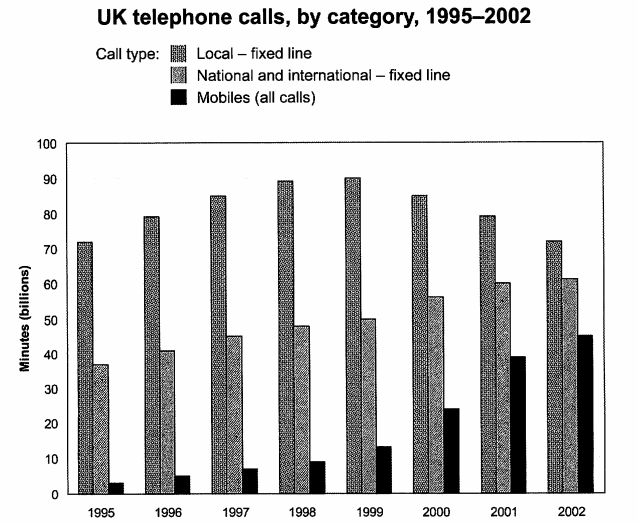 UK telephone calls, by category, 1995–2002
Call type:
Local – fixed line
National and international – fixed line
Mobiles (all calls)
Minutes (billions)
100
90
80
70
60
50
40
30
20
10
0
1995 1996 1997 1998 1999 2000 2001 2002